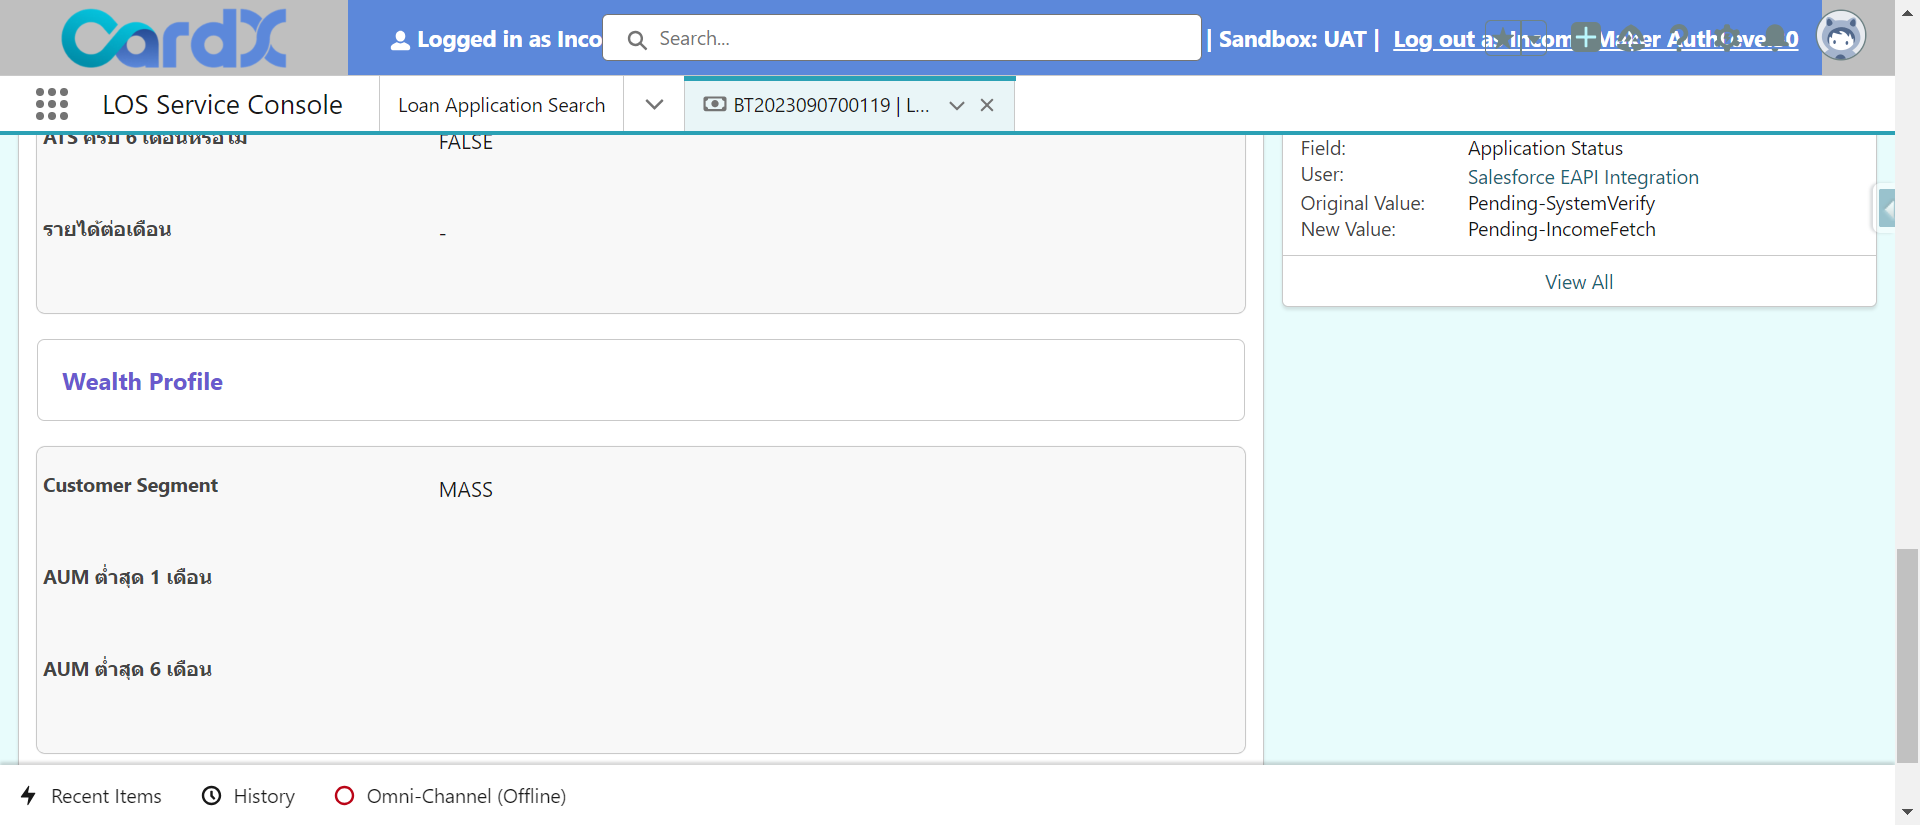 CardX
Logged in as Inco
Search...
| Sandbox: UAT |
Log out as Incom
LOS Service Console
Loan Application Search
BT2023090700119 | L...
ATS ครบ 6 เดือนหรือไม่
FALSE
รายได้ต่อเดือน
-
Wealth Profile
Customer Segment
MASS
AUM ต่ำสุด 1 เดือน
AUM ต่ำสุด 6 เดือน
Field:
Application Status
User:
Salesforce EAPI Integration
Original Value:
Pending-SystemVerify
New Value:
Pending-IncomeFetch
View All
Recent Items
History
Omni-Channel (Offline)